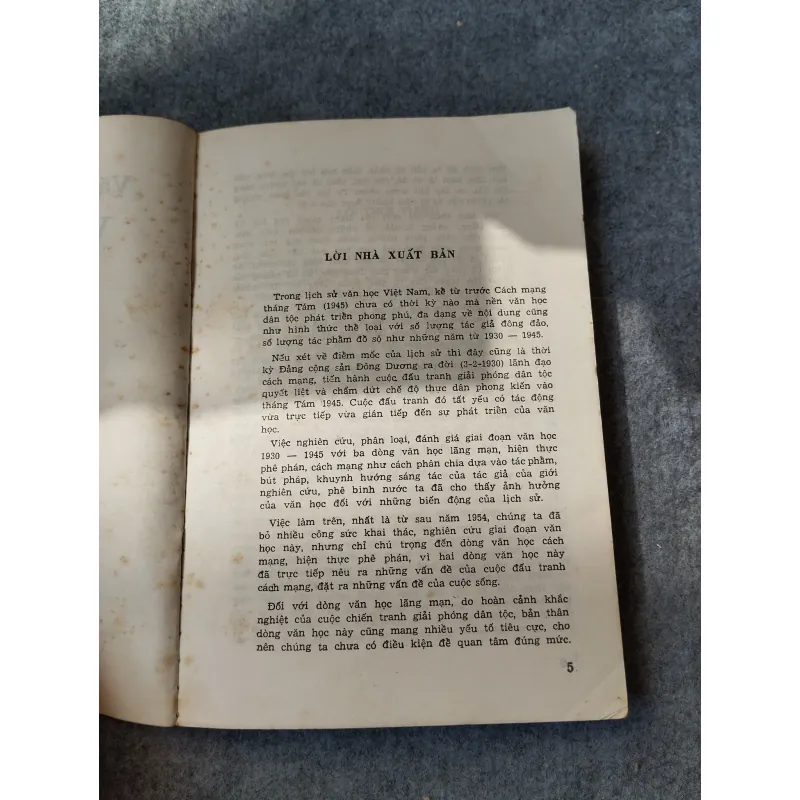 LỜI NHÀ XUẤT BẢN
Trong lịch sử văn học Việt Nam, kể từ trước Cách mạng
tháng Tám (1945) chưa có thời kỳ nào mà nền văn học
dân tộc phát triển phong phú, đa dạng về nội dung cũng
như hình thức thể loại với số lượng tác giả đông đảo,
số lượng tác phẩm đồ sộ như những năm từ 1930 — 1945.
Nếu xét về điểm mốc của lịch sử thì đây cũng là thời
kỳ Đảng cộng sản Đông Dương ra đời (3-2-1930) lãnh đạo
cách mạng, tiến hành cuộc đấu tranh giải phóng dân tộc
quyết liệt và chấm dứt chế độ thực dân phong kiến vào
tháng Tám 1945. Cuộc đấu tranh đó tất yếu có tác động
vừa trực tiếp vừa gián tiếp đến sự phát triển của văn
học.
Việc nghiên cứu, phân loại, đánh giá giai đoạn văn học
1930 — 1945 với ba dòng văn học lãng mạn, hiện thực
phê phán, cách mạng như cách phân chia dựa vào tác phẩm,
bút pháp, khuynh hướng sáng tác của tác giả của giới
nghiên cứu, phê bình nước ta đã cho thấy ảnh hưởng
của văn học đối với những biến động của lịch sử.
Việc làm trên, nhất là từ sau năm 1954, chúng ta đã
bỏ nhiều công sức khai thác, nghiên cứu giai đoạn văn
học này, nhưng chỉ chú trọng đến dòng văn học cách
mạng, hiện thực phê phán, vì hai dòng văn học này
đã trực tiếp nêu ra những vấn đề của cuộc đấu tranh
cách mạng, đặt ra những vấn đề của cuộc sống.
Đối với dòng văn học lãng mạn, do hoàn cảnh khắc
nghiệt của cuộc chiến tranh giải phóng dân tộc, bản thân
dòng văn học này cũng mang nhiều yếu tố tiêu cực, cho
nên chúng ta chưa có điều kiện để quan tâm đúng mức.
5